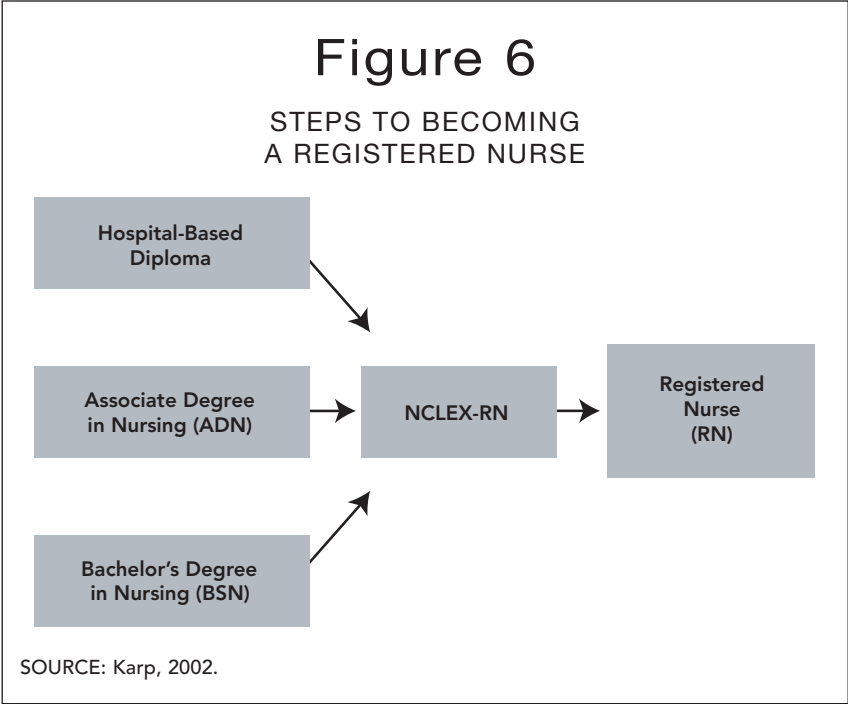 Figure 6
STEPS TO BECOMING
A REGISTERED NURSE
Hospital-Based
Diploma
Associate Degree
in Nursing (ADN)
NCLEX-RN
Registered
Nurse
(RN)
Bachelor's Degree
in Nursing (BSN)
SOURCE: Karp, 2002.